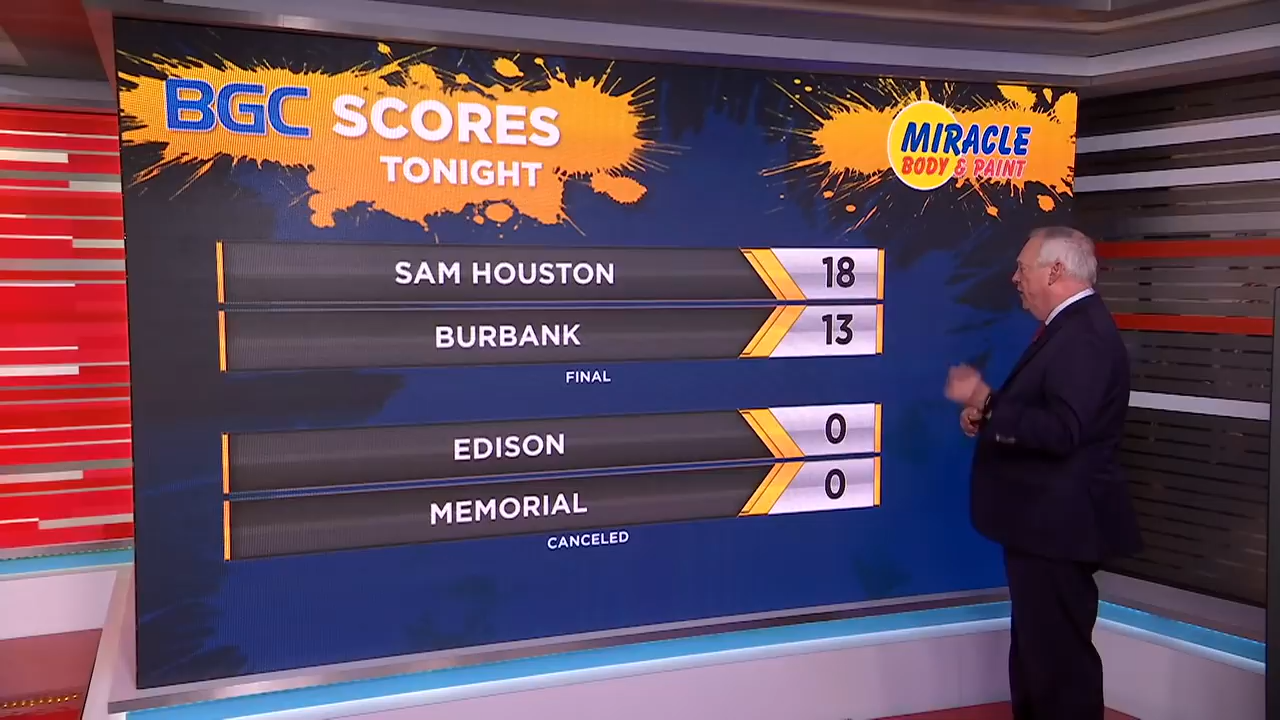 BGC SCORES
TONIGHT
MIRACLE
BODY & PAINT
SAM HOUSTON 18
BURBANK 13
FINAL
EDISON 0
MEMORIAL 0
CANCELED